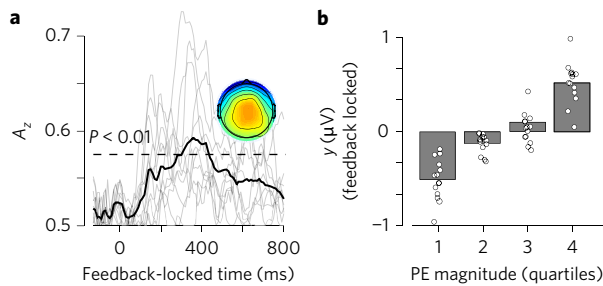 a
0.7
0.6
0.5
A_z
P < 0.01
0
400
800
Feedback-locked time (ms)
b
1
0
−1
y (μV)
(feedback locked)
1 2 3 4
PE magnitude (quartiles)